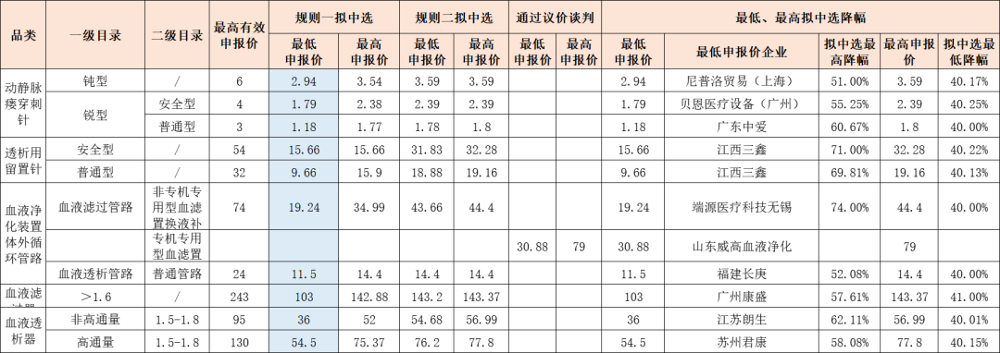 品类 一级目录 二级目录 最高有效申报价 规则一拟中选 规则二拟中选 通过议价谈判 最低、最高拟中选降幅
最低申报价 最高申报价 最低申报价 最高申报价 最低申报价 最高申报价 最低申报价 最低申报价企业 拟中选最高降幅 最高申报价 拟中选最低降幅
动静脉瘘穿刺针 钝型 / 6 2.94 3.54 3.59 3.59 2.94 尼普洛贸易（上海） 51.00% 3.59 40.17%
锐型 安全型 4 1.79 2.38 2.39 2.39 1.79 贝恩医疗设备（广州） 55.25% 2.39 40.25%
普通型 3 1.18 1.77 1.78 1.8 1.18 广东中爱 60.67% 1.8 40.00%
透析用留置针 安全型 / 54 15.66 15.66 31.83 32.28 15.66 江西三鑫 71.00% 32.28 40.22%
普通型 / 32 9.66 15.9 18.88 19.16 9.66 江西三鑫 69.81% 19.16 40.13%
血液净化装置体外循环管路 血液滤过管路 非专机专用型血滤置换液补 74 19.24 34.99 43.66 44.4 19.24 端源医疗科技无锡 74.00% 44.4 40.00%
专机专用型血滤置 30.88 79 30.88 山东威高血液净化 79
血液透析管路 普通管路 24 11.5 14.4 14.4 14.4 11.5 福建长庚 52.08% 14.4 40.00%
血液滤 >1.6 / 243 103 142.88 143.2 143.37 103 广州康盛 57.61% 143.37 41.00%
血液透析器 非高通量 1.5-1.8 95 36 52 54.68 56.99 36 江苏朗生 62.11% 56.99 40.01%
高通量 1.5-1.8 130 54.5 75.37 76.2 77.8 54.5 苏州君康 58.08% 77.8 40.15%